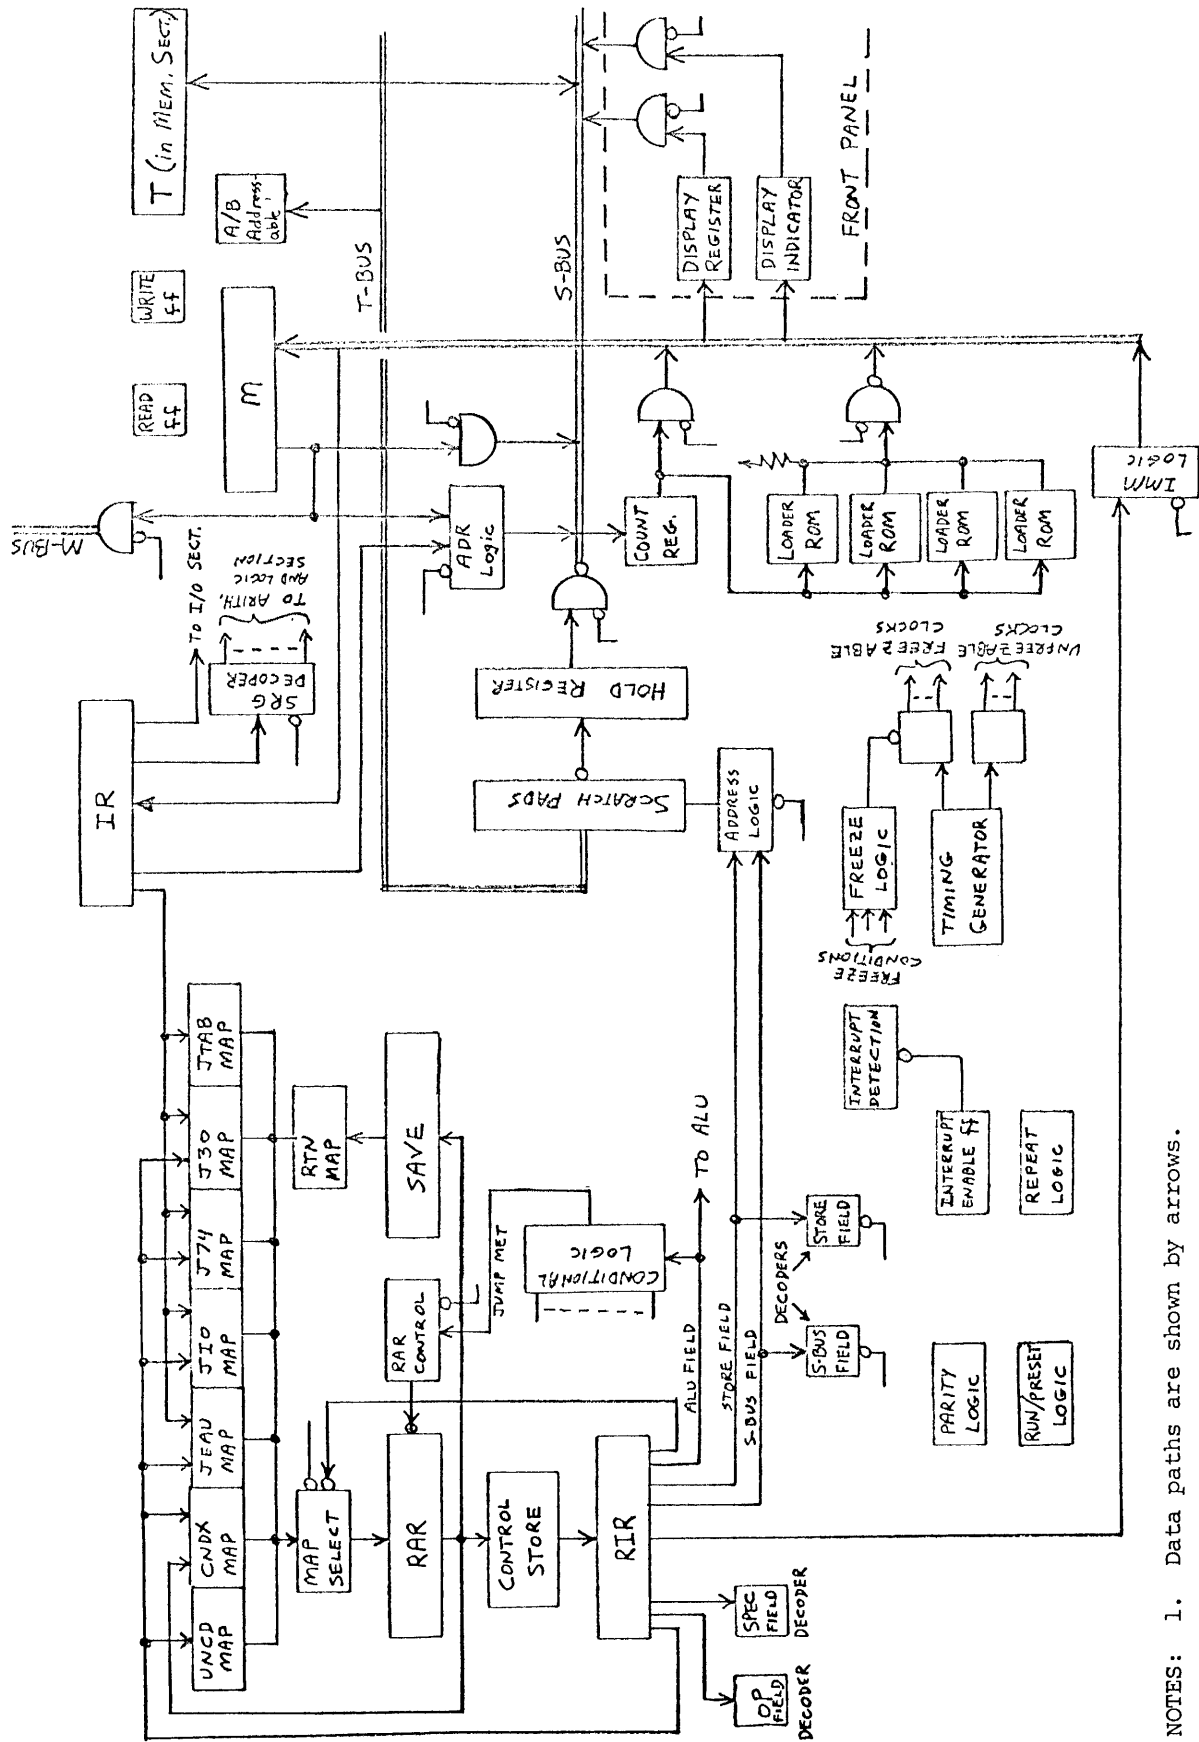 IR
M-BUS
READ
ff
WRITE
ff
T (in MEM. SECT.)
TO I/O SECT.
SRG
DECODER
TO ARITH.
AND LOGIC
SECTION
M
A/B
Address-
able
T-BUS
UNCD
MAP
CNDX
MAP
JEAU
MAP
JIO
MAP
J74
MAP
J30
MAP
JTAB
MAP
MAP
SELECT
RTN
MAP
RAR
RAR
CONTROL
SAVE
JUMP MET
CONTROL
STORE
CONDITIONAL
LOGIC
SCRATCH PADS
HOLD REGISTER
ADR
Logic
S-BUS
RIR
ALU FIELD
TO ALU
STORE FIELD
S-BUS FIELD
ADDRESS
LOGIC
COUNT
REG.
DISPLAY
REGISTER
DISPLAY
INDICATOR
FRONT PANEL
OP
FIELD
DECODER
SPEC
FIELD
DECODER
DECODERS
S-BUS
FIELD
STORE
FIELD
LOADER
ROM
LOADER
ROM
LOADER
ROM
LOADER
ROM
INTERRUPT
DETECTION
FREEZE
CONDITIONS
FREEZE
LOGIC
FREEZABLE
CLOCKS
TIMING
GENERATOR
UNFREEZABLE
CLOCKS
PARITY
LOGIC
INTERRUPT
ENABLE ff
RUN/PRESET
LOGIC
REPEAT
LOGIC
IMM
LOGIC
NOTES: 1. Data paths are shown by arrows.